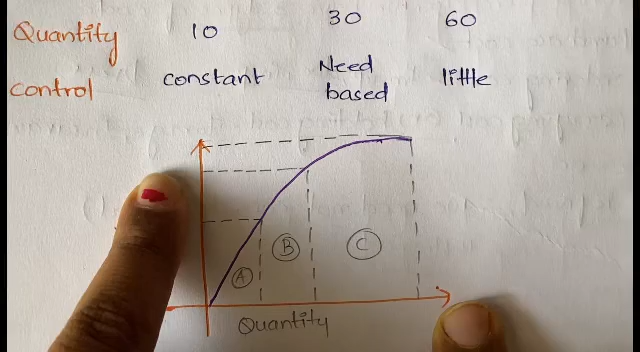 Quantity 10 30 60
control constant Need based little
A B C
Quantity